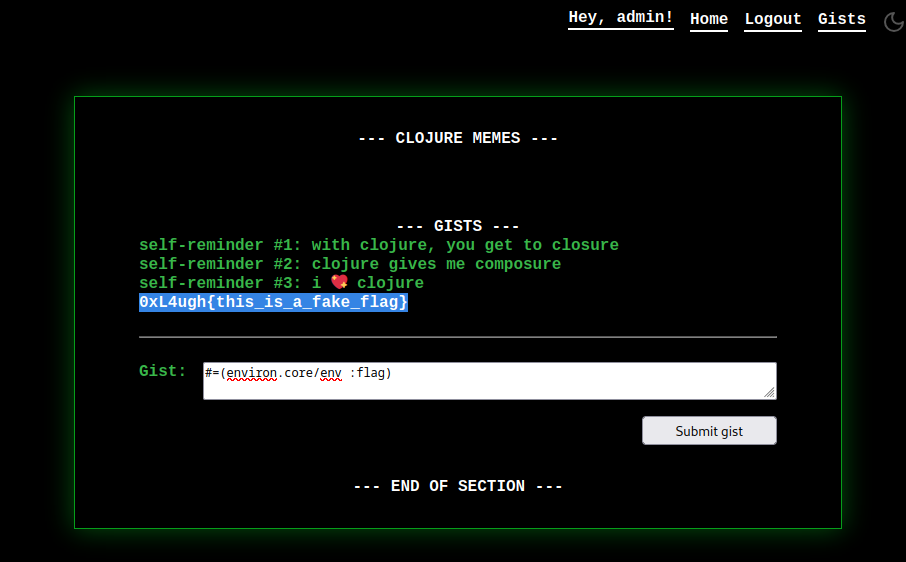 Hey, admin! Home Logout Gists
--- CLOJURE MEMES ---
--- GISTS ---
self-reminder #1: with clojure, you get to closure
self-reminder #2: clojure gives me composure
self-reminder #3: i 💖 clojure
0xL4ugh{this_is_a_fake_flag}
Gist: #=(environ.core/env :flag)
Submit gist
--- END OF SECTION ---